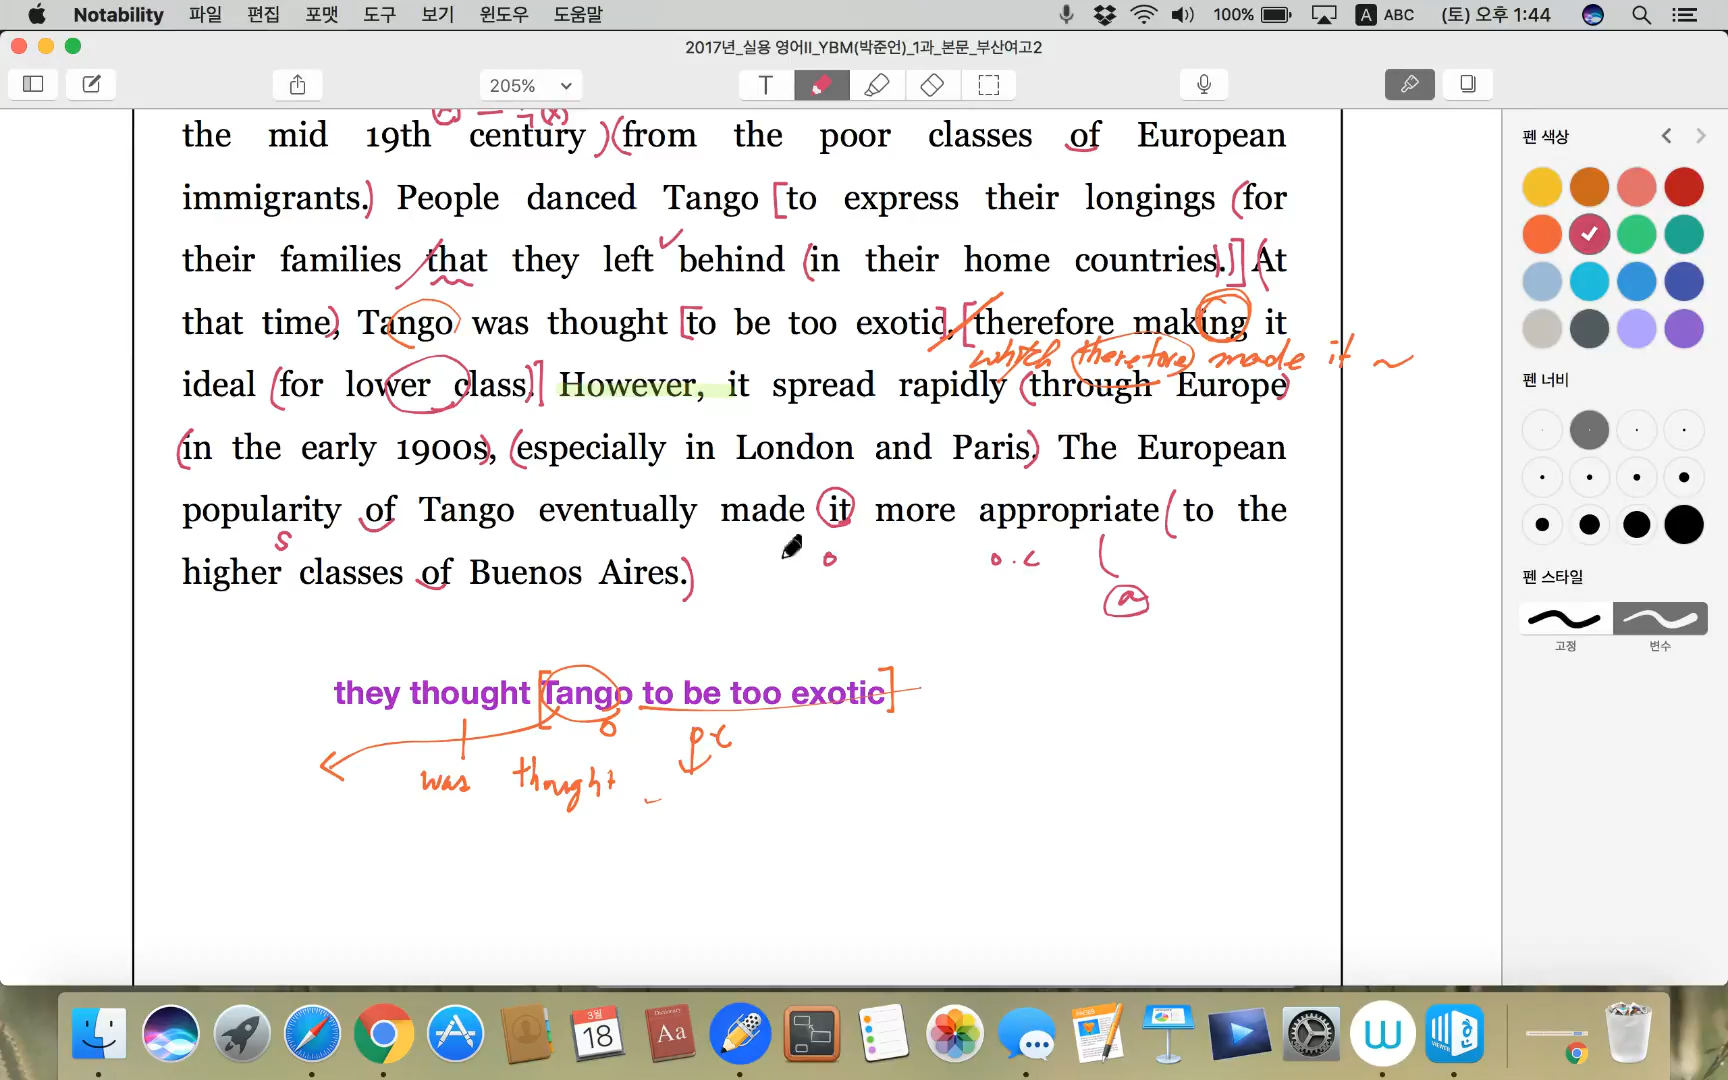 Notability 파일 편집 포맷 도구 보기 윈도우 도움말 100% A ABC (토) 오후 1:44
2017년_실용 영어II_YBM(박준언)_1과_본문_부산여고2
205% T
펜 색상
the mid 19th century )(from the poor classes of European
immigrants.) People danced Tango [to express their longings (for
their families that they left behind (in their home countries.)] (At
that time), Tango was thought [to be too exotic], [therefore making it
which therefore made it ~
ideal (for lower class.)] However, it spread rapidly (through Europe)
펜 너비
(in the early 1900s), (especially in London and Paris.) The European
popularity of Tango eventually made it more appropriate (to the
s o o.c
higher classes of Buenos Aires.)
a
펜 스타일
고정 변수
they thought [Tango to be too exotic]
o
was thought
3월
18
Dictionary
Aa
W
VIEWER